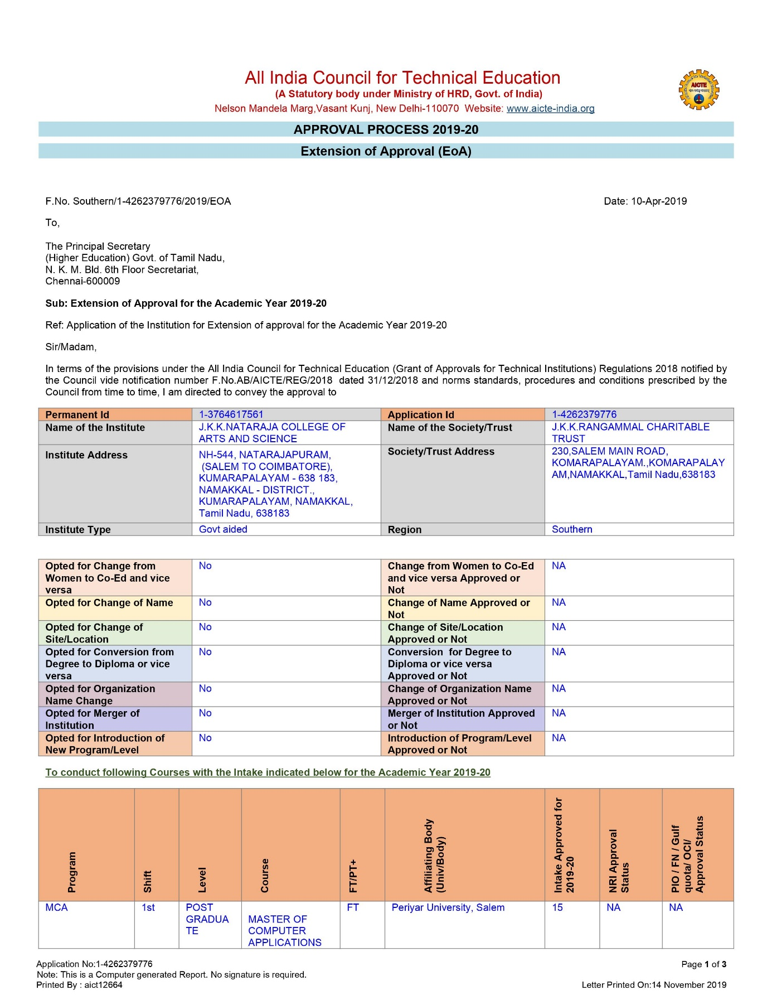 All India Council for Technical Education
(A Statutory body under Ministry of HRD, Govt. of India)
Nelson Mandela Marg,Vasant Kunj, New Delhi-110070 Website: www.aicte-india.org
AICTE
APPROVAL PROCESS 2019-20
Extension of Approval (EoA)
F.No. Southern/1-4262379776/2019/EOA Date: 10-Apr-2019
To,
The Principal Secretary
(Higher Education) Govt. of Tamil Nadu,
N. K. M. Bld. 6th Floor Secretariat,
Chennai-600009
Sub: Extension of Approval for the Academic Year 2019-20
Ref: Application of the Institution for Extension of approval for the Academic Year 2019-20
Sir/Madam,
In terms of the provisions under the All India Council for Technical Education (Grant of Approvals for Technical Institutions) Regulations 2018 notified by
the Council vide notification number F.No.AB/AICTE/REG/2018 dated 31/12/2018 and norms standards, procedures and conditions prescribed by the
Council from time to time, I am directed to convey the approval to
Permanent Id 1-3764617561 Application Id 1-4262379776
Name of the Institute J.K.K.NATARAJA COLLEGE OF Name of the Society/Trust J.K.K.RANGAMMAL CHARITABLE
ARTS AND SCIENCE TRUST
Institute Address NH-544, NATARAJAPURAM, Society/Trust Address 230,SALEM MAIN ROAD,
(SALEM TO COIMBATORE), KOMARAPALAYAM.,KOMARAPALAY
KUMARAPALAYAM - 638 183, AM,NAMAKKAL,Tamil Nadu,638183
NAMAKKAL - DISTRICT.,
KUMARAPALAYAM, NAMAKKAL,
Tamil Nadu, 638183
Institute Type Govt aided Region Southern
Opted for Change from No Change from Women to Co-Ed NA
Women to Co-Ed and vice and vice versa Approved or
versa Not
Opted for Change of Name No Change of Name Approved or NA
Not
Opted for Change of No Change of Site/Location NA
Site/Location Approved or Not
Opted for Conversion from No Conversion for Degree to NA
Degree to Diploma or vice Diploma or vice versa
versa Approved or Not
Opted for Organization No Change of Organization Name NA
Name Change Approved or Not
Opted for Merger of No Merger of Institution Approved NA
Institution or Not
Opted for Introduction of No Introduction of Program/Level NA
New Program/Level Approved or Not
To conduct following Courses with the Intake indicated below for the Academic Year 2019-20
Program
Shift
Level
Course
FT/PT+
Affiliating Body
(Univ/Body)
Intake Approved for
2019-20
NRI Approval
Status
PIO / FN / Gulf
quota/ OCI/
Approval Status
MCA 1st POST FT Periyar University, Salem 15 NA NA
GRADUA MASTER OF
TE COMPUTER
APPLICATIONS
Application No:1-4262379776 Page 1 of 3
Note: This is a Computer generated Report. No signature is required.
Printed By : aict12664 Letter Printed On:14 November 2019